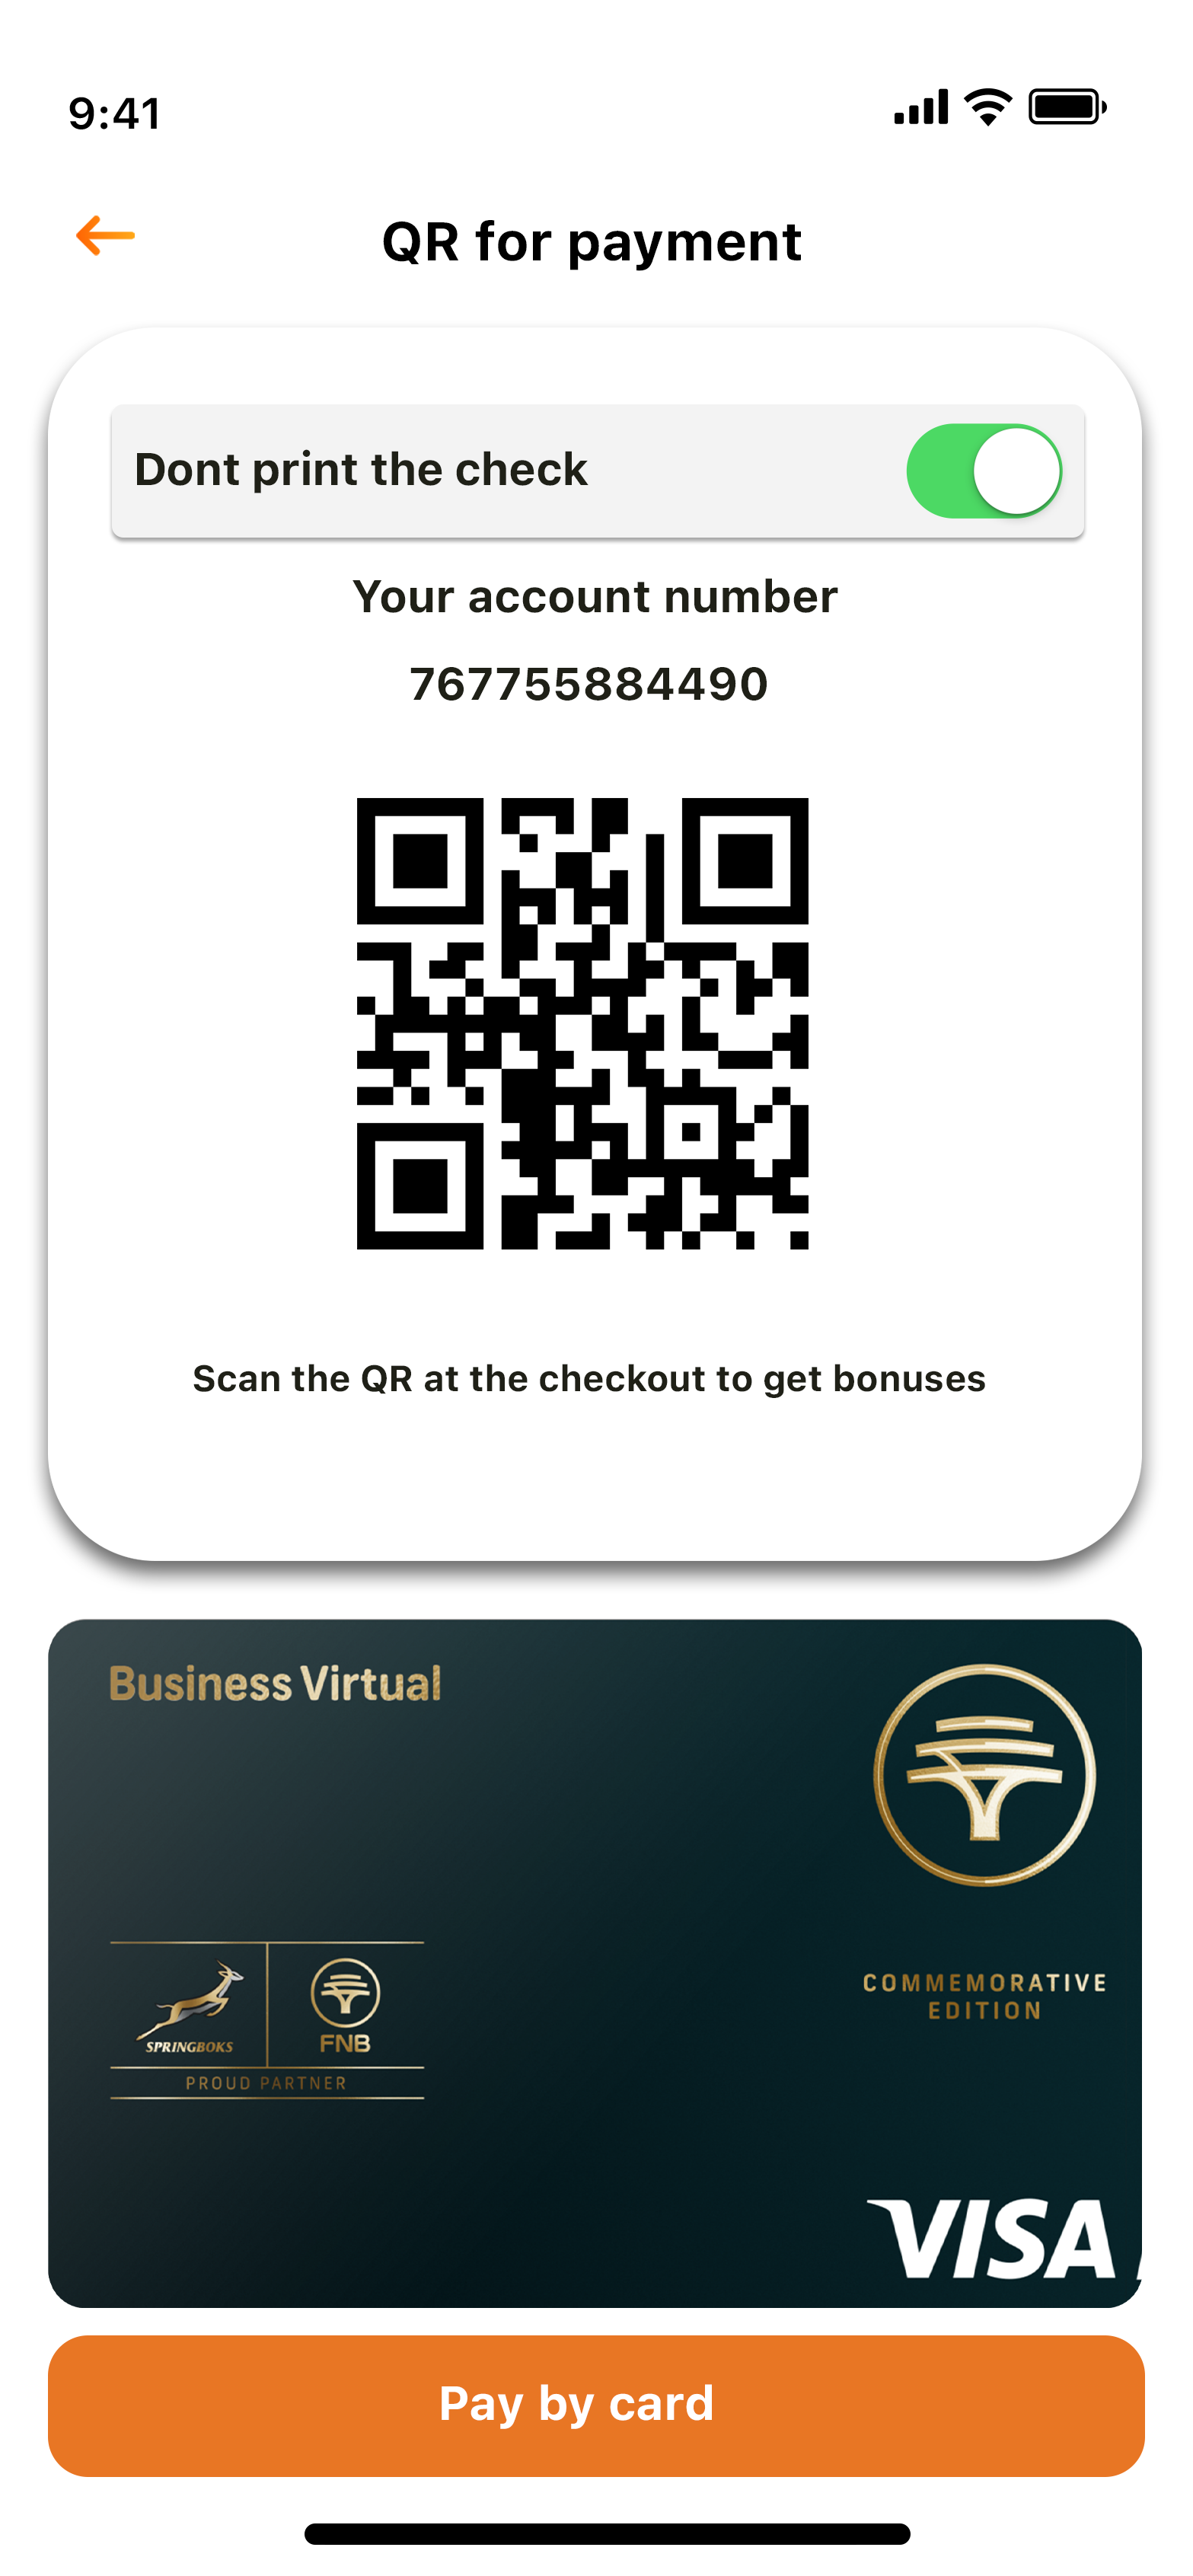 9:41
QR for payment
Dont print the check
Your account number
767755884490
Scan the QR at the checkout to get bonuses
Business Virtual
SPRINGBOKS
FNB
PROUD PARTNER
COMMEMORATIVE
EDITION
VISA
Pay by card